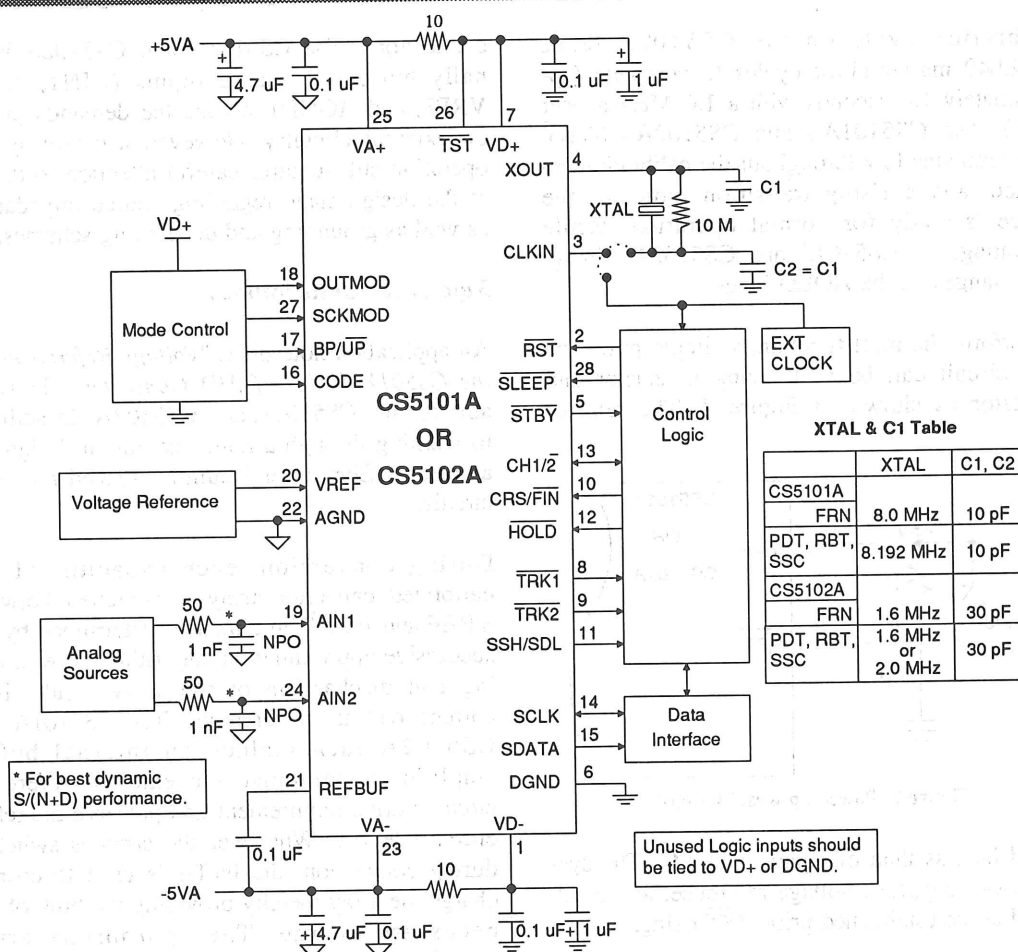 10
+5VA
+
4.7 uF
0.1 uF
0.1 uF
+
1 uF
25
26
7
VA+
TST
VD+
XOUT
4
C1
XTAL
10 M
VD+
CLKIN
3
C2 = C1
Mode Control
18
OUTMOD
27
SCKMOD
17
BP/UP
16
CODE
CS5101A
OR
CS5102A
RST
2
SLEEP
28
STBY
5
CH1/2
13
CRS/FIN
10
HOLD
12
TRK1
8
TRK2
9
SSH/SDL
11
Control
Logic
EXT
CLOCK
Voltage Reference
20
VREF
22
AGND
XTAL & C1 Table
XTAL C1, C2
CS5101A
FRN 8.0 MHz 10 pF
PDT, RBT,
SSC 8.192 MHz 10 pF
CS5102A
FRN 1.6 MHz 30 pF
PDT, RBT,
SSC 1.6 MHz
or
2.0 MHz 30 pF
Analog
Sources
50
*
19
AIN1
1 nF
NPO
50
*
24
AIN2
1 nF
NPO
SCLK
14
SDATA
15
Data
Interface
DGND
6
* For best dynamic
S/(N+D) performance.
21
REFBUF
VA-
VD-
23
1
0.1 uF
Unused Logic inputs should
be tied to VD+ or DGND.
-5VA
10
+
4.7 uF
0.1 uF
0.1 uF
+
1 uF